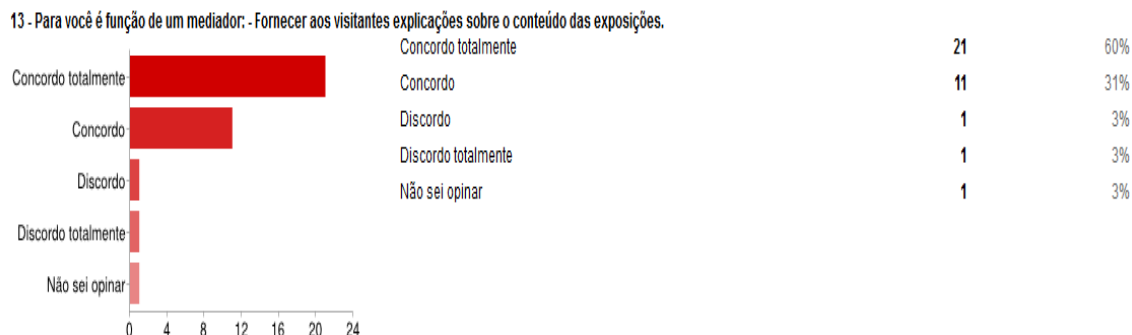 13 - Para você é função de um mediador: - Fornecer aos visitantes explicações sobre o conteúdo das exposições.
Concordo totalmente
Concordo
Discordo
Discordo totalmente
Não sei opinar
0 4 8 12 16 20 24
Concordo totalmente 21 60%
Concordo 11 31%
Discordo 1 3%
Discordo totalmente 1 3%
Não sei opinar 1 3%